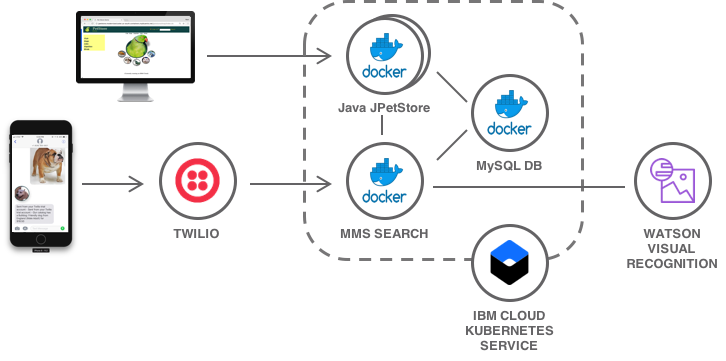 docker
Java JPetStore
docker
MySQL DB
docker
TWILIO
MMS SEARCH
WATSON
VISUAL
RECOGNITION
IBM CLOUD
KUBERNETES
SERVICE